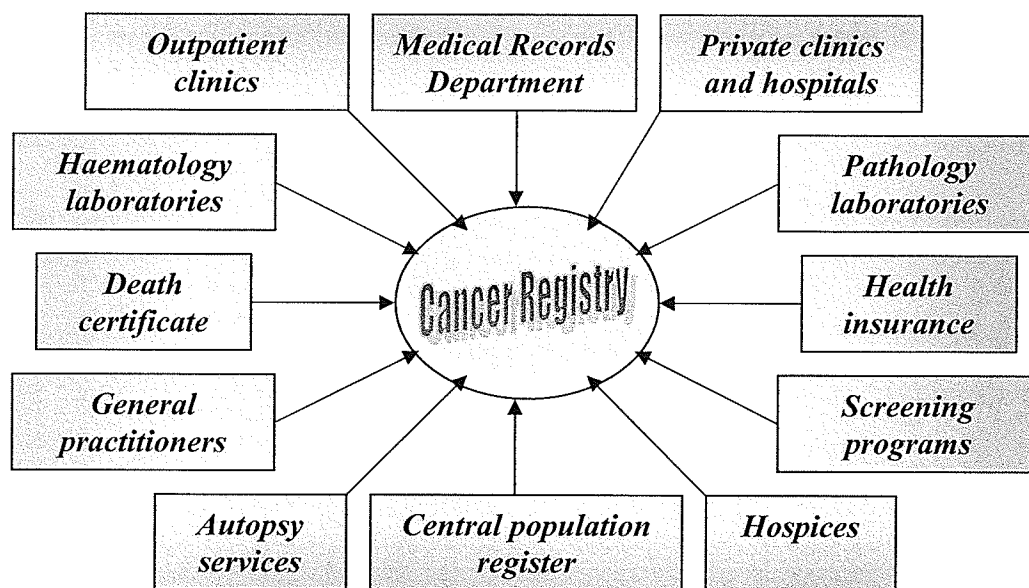 Outpatient
clinics
Medical Records
Department
Private clinics
and hospitals
Haematology
laboratories
Pathology
laboratories
Death
certificate
Cancer Registry
Health
insurance
General
practitioners
Screening
programs
Autopsy
services
Central population
register
Hospices